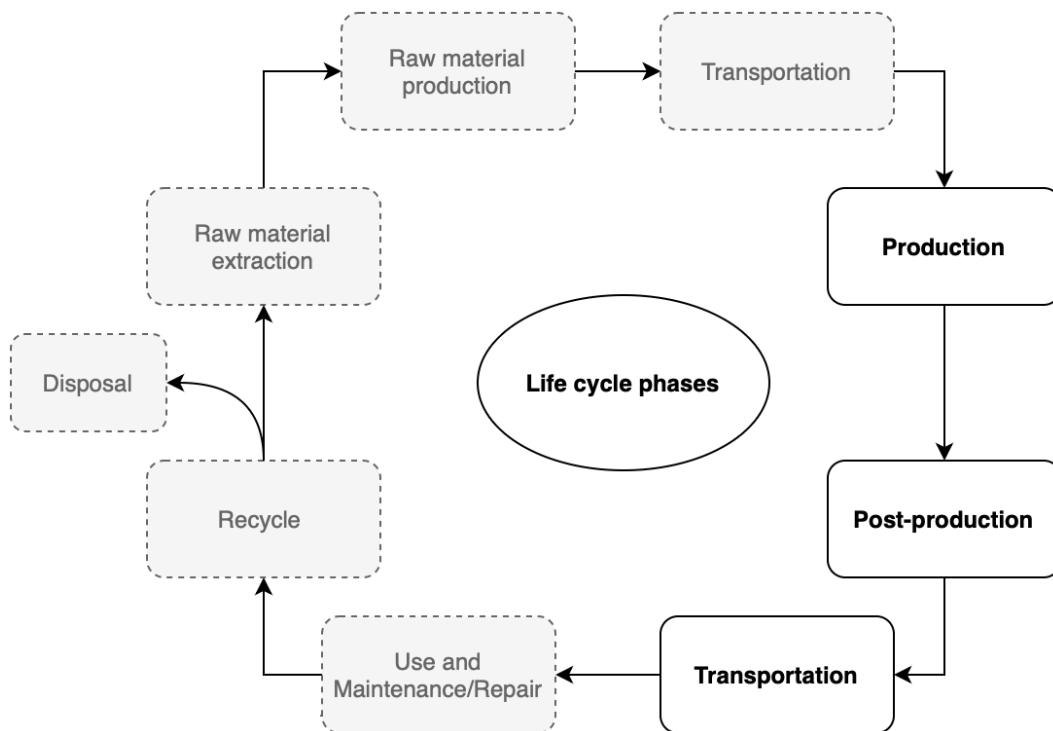 Raw material
production
Transportation
Raw material
extraction
Production
Life cycle phases
Disposal
Recycle
Post-production
Use and
Maintenance/Repair
Transportation